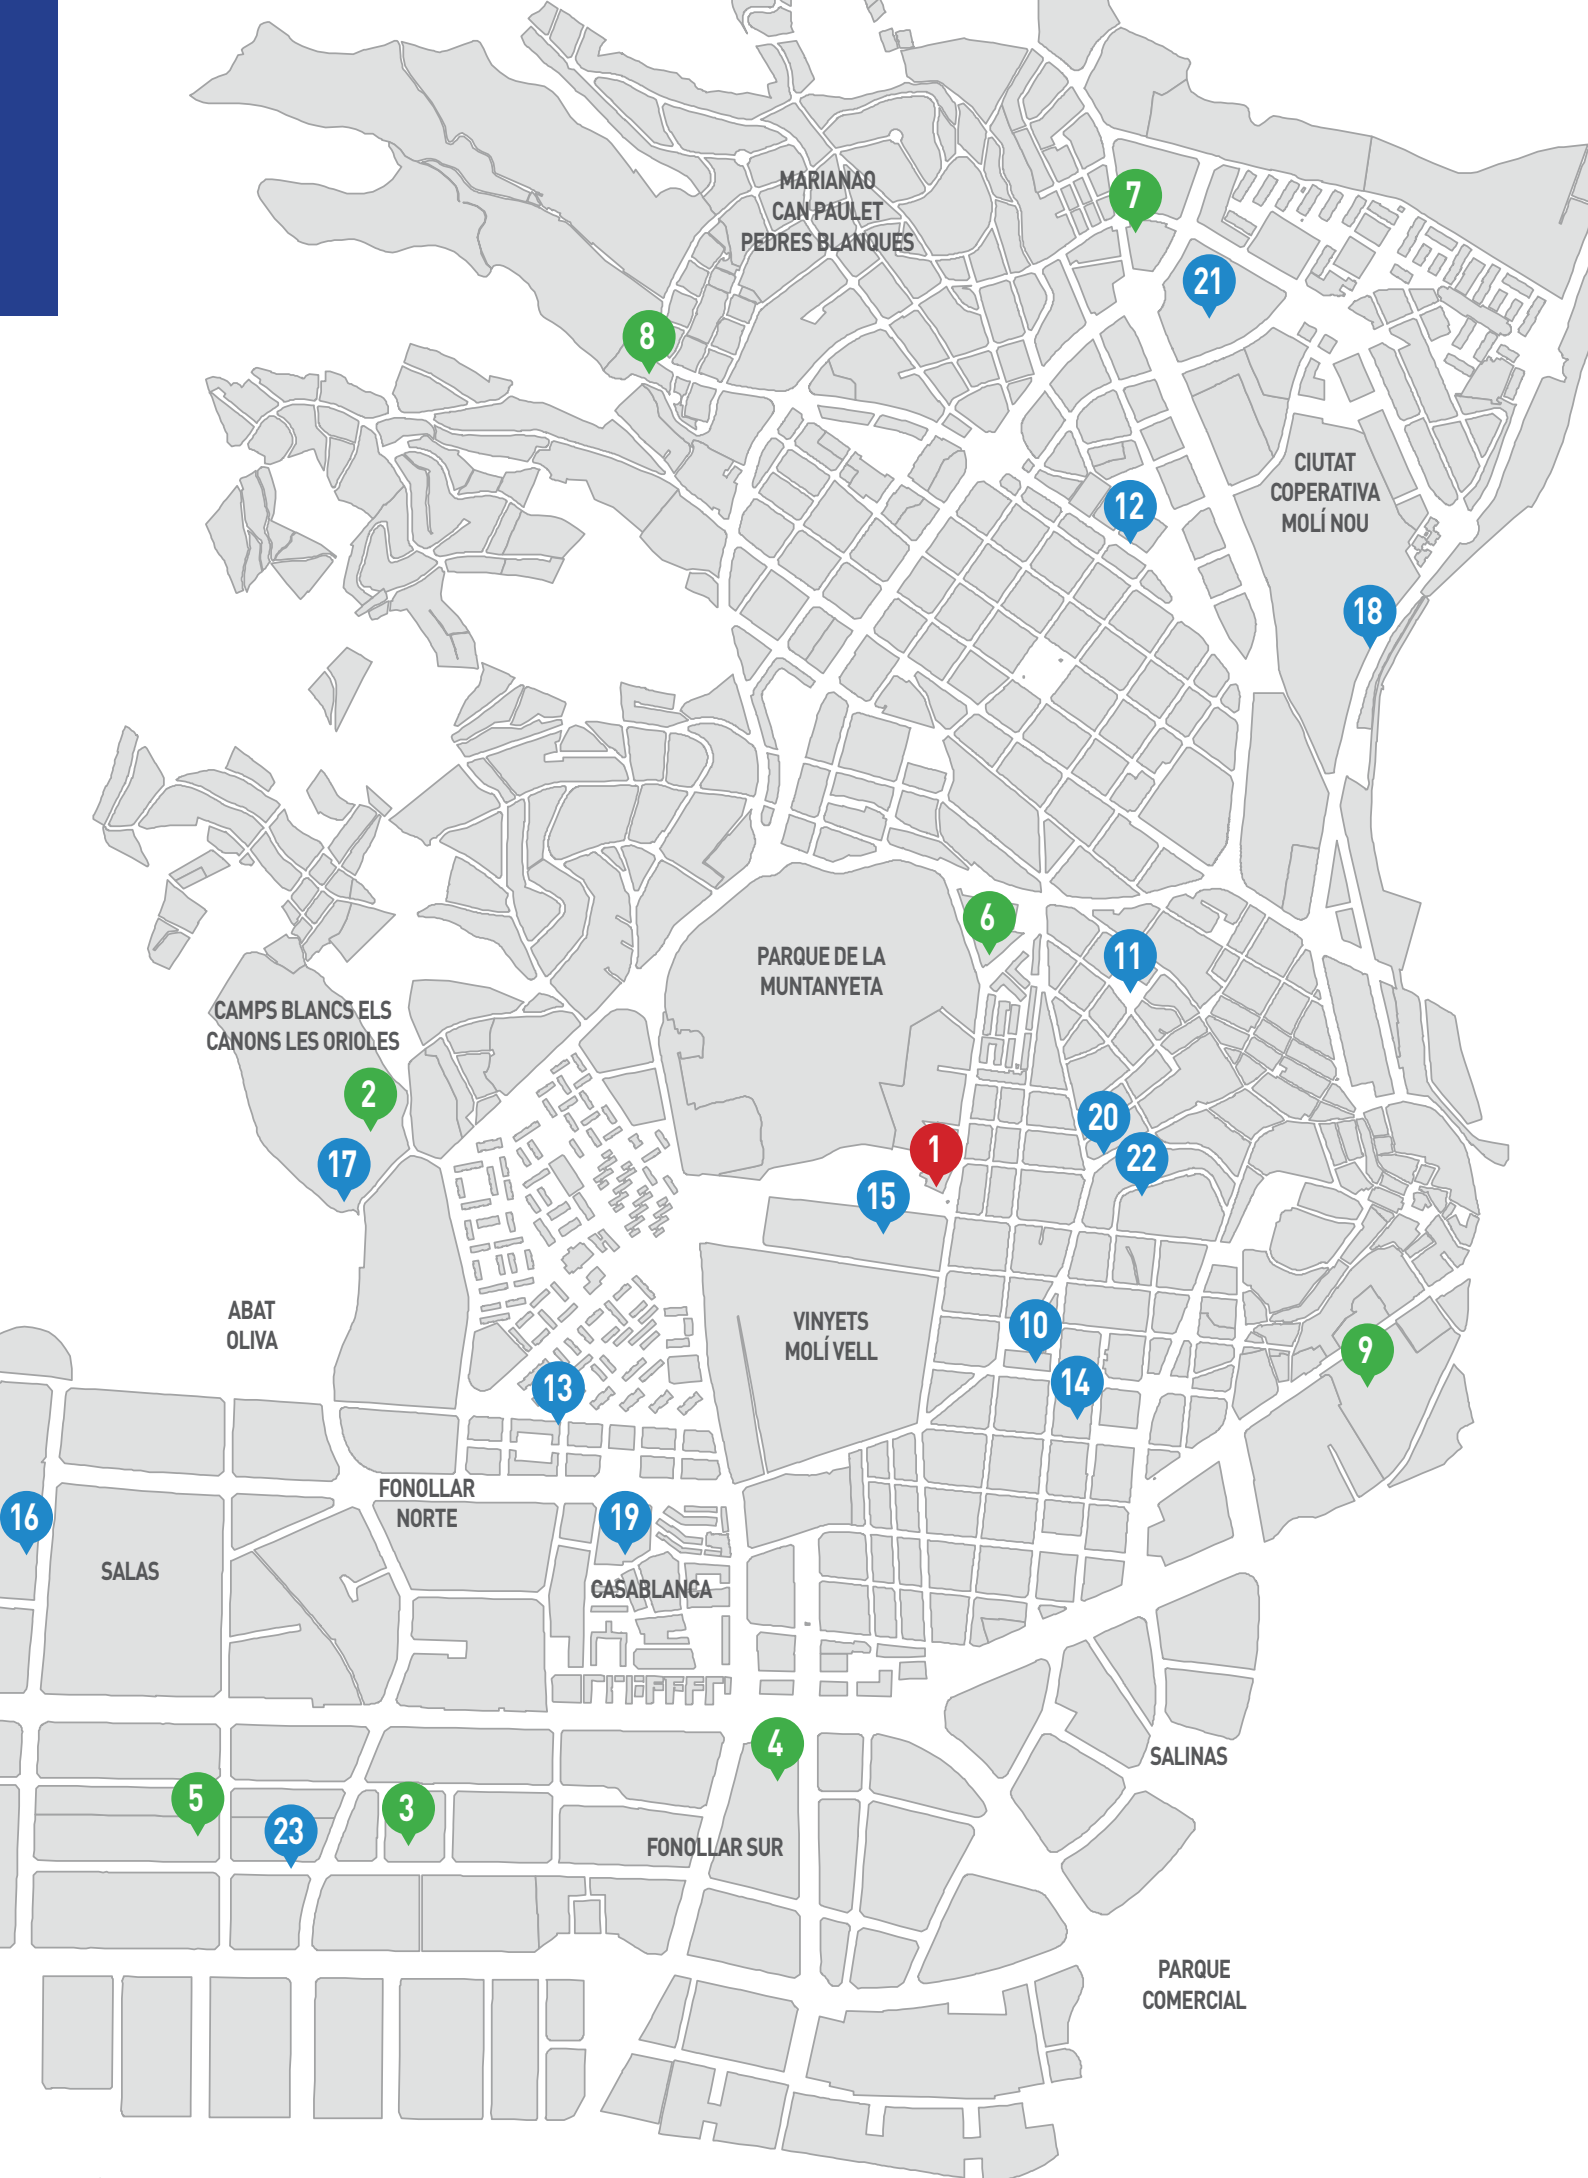 MARIANAO
CAN PAULET
PEDRES BLANQUES
7
21
8
CIUTAT
COPERATIVA
MOLÍ NOU
12
18
6
11
PARQUE DE LA
MUNTANYETA
CAMPS BLANCS ELS
CANONS LES ORIOLES
2
17
20
1
22
15
ABAT
OLIVA
VINYETS
MOLÍ VELL
10
9
13
14
FONOLLAR
NORTE
16
19
SALAS
CASABLANCA
4
SALINAS
5
3
23
FONOLLAR SUR
PARQUE
COMERCIAL